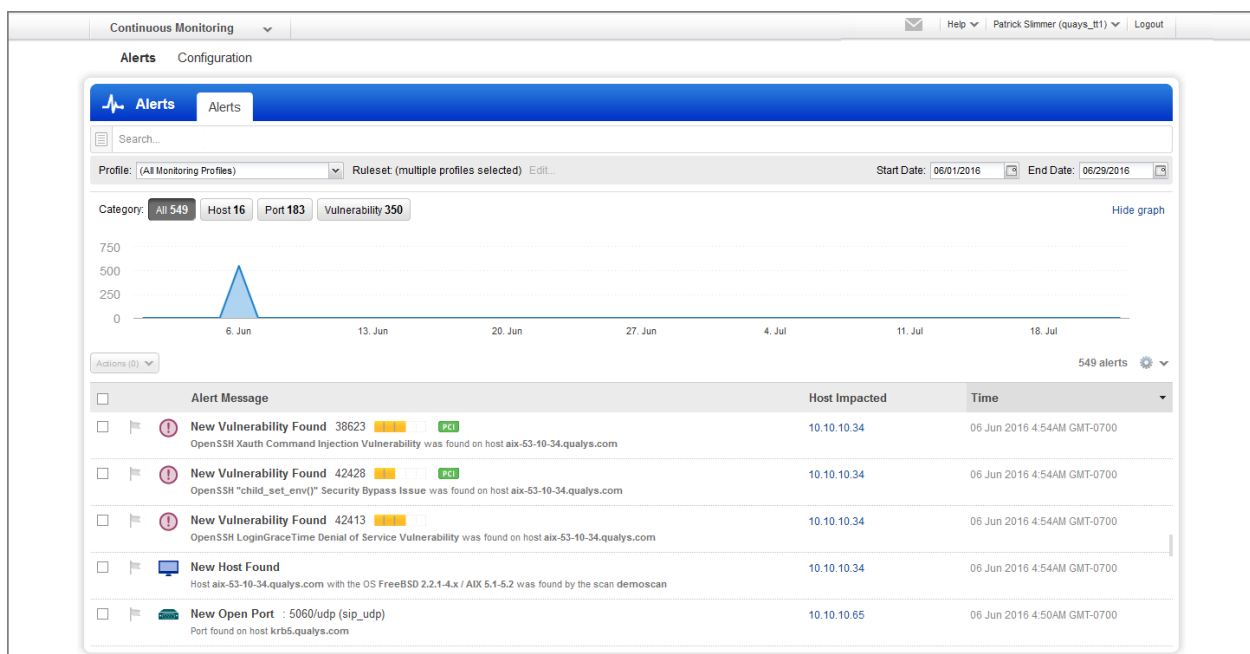 Continuous Monitoring Help Patrick Slimmer (quays_tt1) Logout
Alerts Configuration
Alerts Alerts
Search...
Profile: (All Monitoring Profiles) Ruleset: (multiple profiles selected) Edit... Start Date: 06/01/2016 End Date: 06/29/2016
Category: All 549 Host 16 Port 183 Vulnerability 350 Hide graph
750
500
250
0
6. Jun 13. Jun 20. Jun 27. Jun 4. Jul 11. Jul 18. Jul
Actions (0) 549 alerts
Alert Message Host Impacted Time
New Vulnerability Found 38623 PCI 10.10.10.34 06 Jun 2016 4:54AM GMT-0700
OpenSSH Xauth Command Injection Vulnerability was found on host aix-53-10-34.qualys.com
New Vulnerability Found 42428 PCI 10.10.10.34 06 Jun 2016 4:54AM GMT-0700
OpenSSH "child_set_env()" Security Bypass Issue was found on host aix-53-10-34.qualys.com
New Vulnerability Found 42413 10.10.10.34 06 Jun 2016 4:54AM GMT-0700
OpenSSH LoginGraceTime Denial of Service Vulnerability was found on host aix-53-10-34.qualys.com
New Host Found 10.10.10.34 06 Jun 2016 4:54AM GMT-0700
Host aix-53-10-34.qualys.com with the OS FreeBSD 2.2.1-4.x / AIX 5.1-5.2 was found by the scan demoscan
New Open Port : 5060/udp (sip_udp) 10.10.10.65 06 Jun 2016 4:50AM GMT-0700
Port found on host krb5.qualys.com